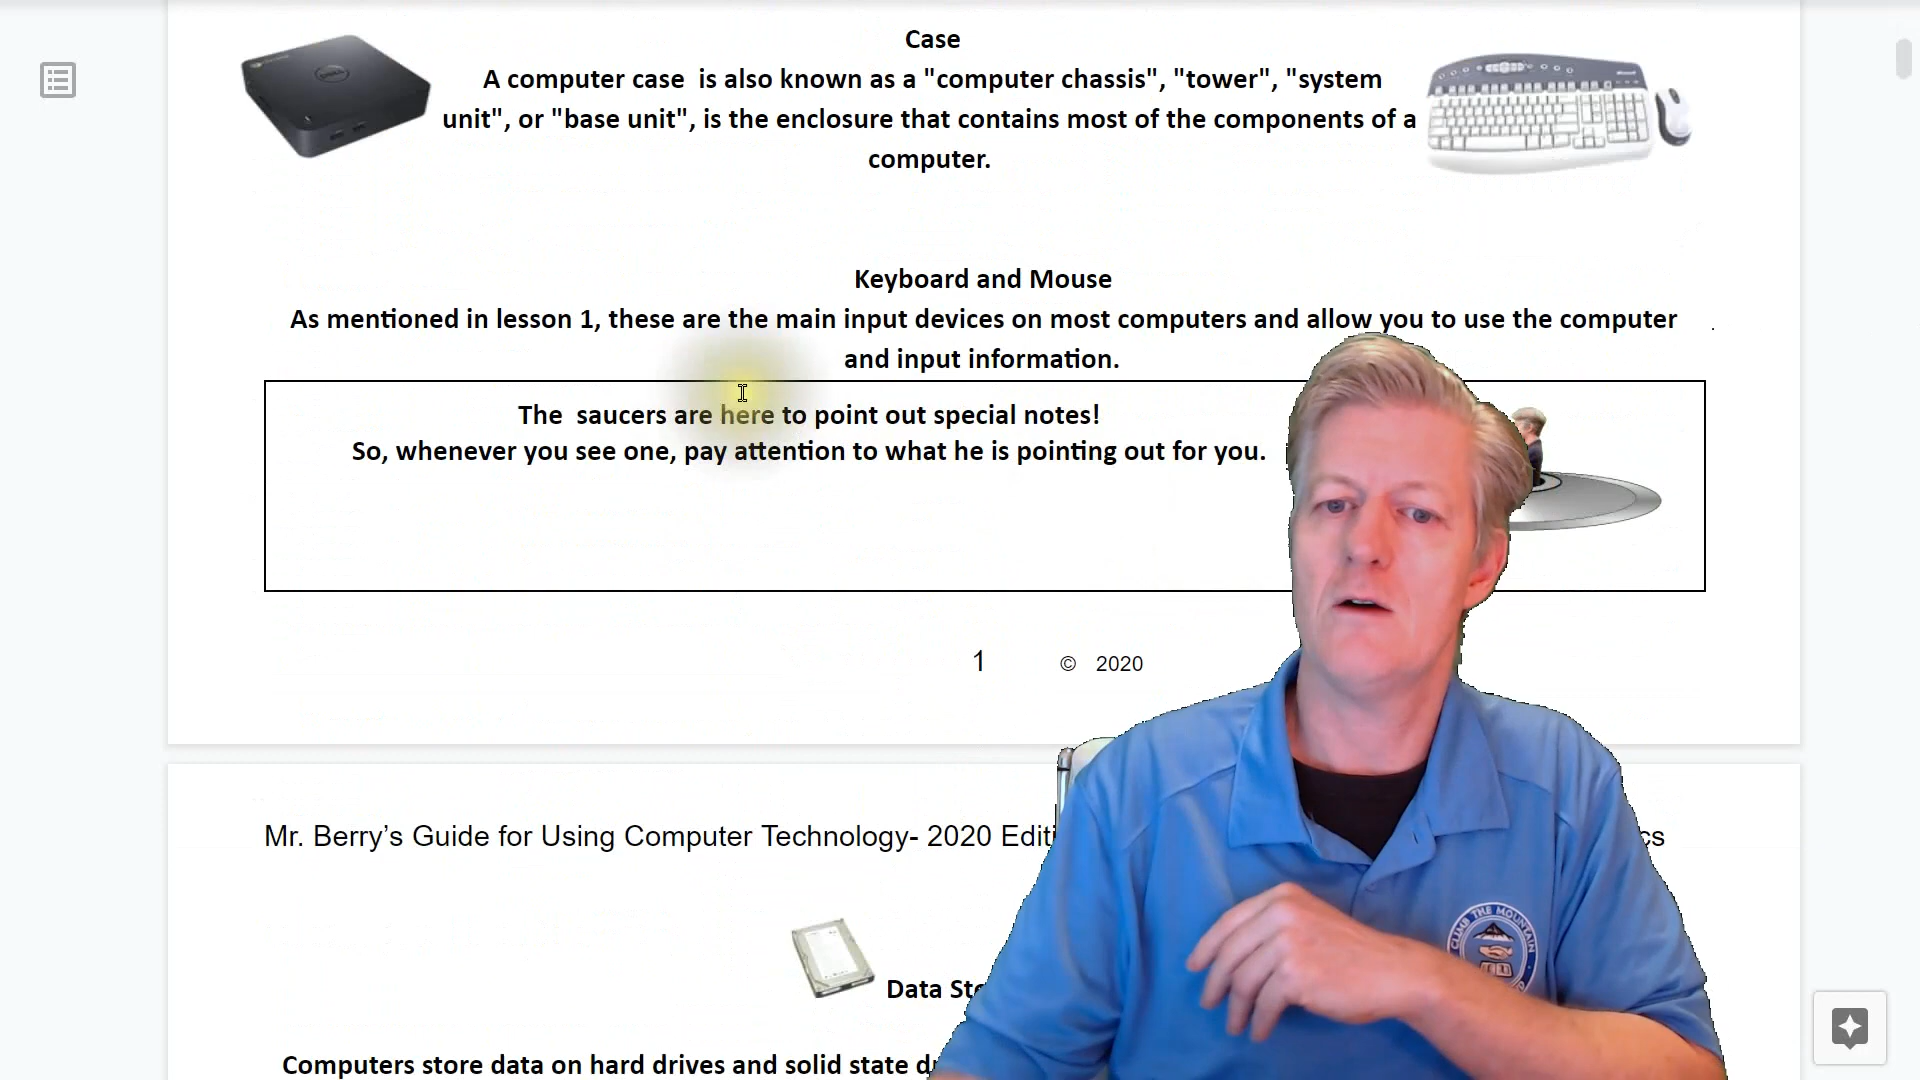 Case
A computer case is also known as a "computer chassis", "tower", "system
unit", or "base unit", is the enclosure that contains most of the components of a
computer.
Keyboard and Mouse
As mentioned in lesson 1, these are the main input devices on most computers and allow you to use the computer
and input information.
The saucers are here to point out special notes!
So, whenever you see one, pay attention to what he is pointing out for you.
1 © 2020
Mr. Berry’s Guide for Using Computer Technology- 2020
Data
Computers store data on hard drives and solid state
CLIMB THE MOUNTAIN
DELL